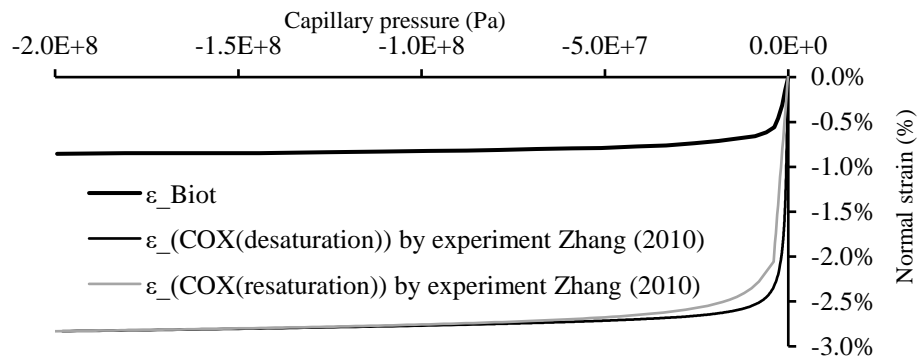 Capillary pressure (Pa)
-2.0E+8 -1.5E+8 -1.0E+8 -5.0E+7 0.0E+0
0.0%
-0.5%
-1.0%
-1.5%
-2.0%
-2.5%
-3.0%
Normal strain (%)
ε_Biot
ε_(COX(desaturation)) by experiment Zhang (2010)
ε_(COX(resaturation)) by experiment Zhang (2010)